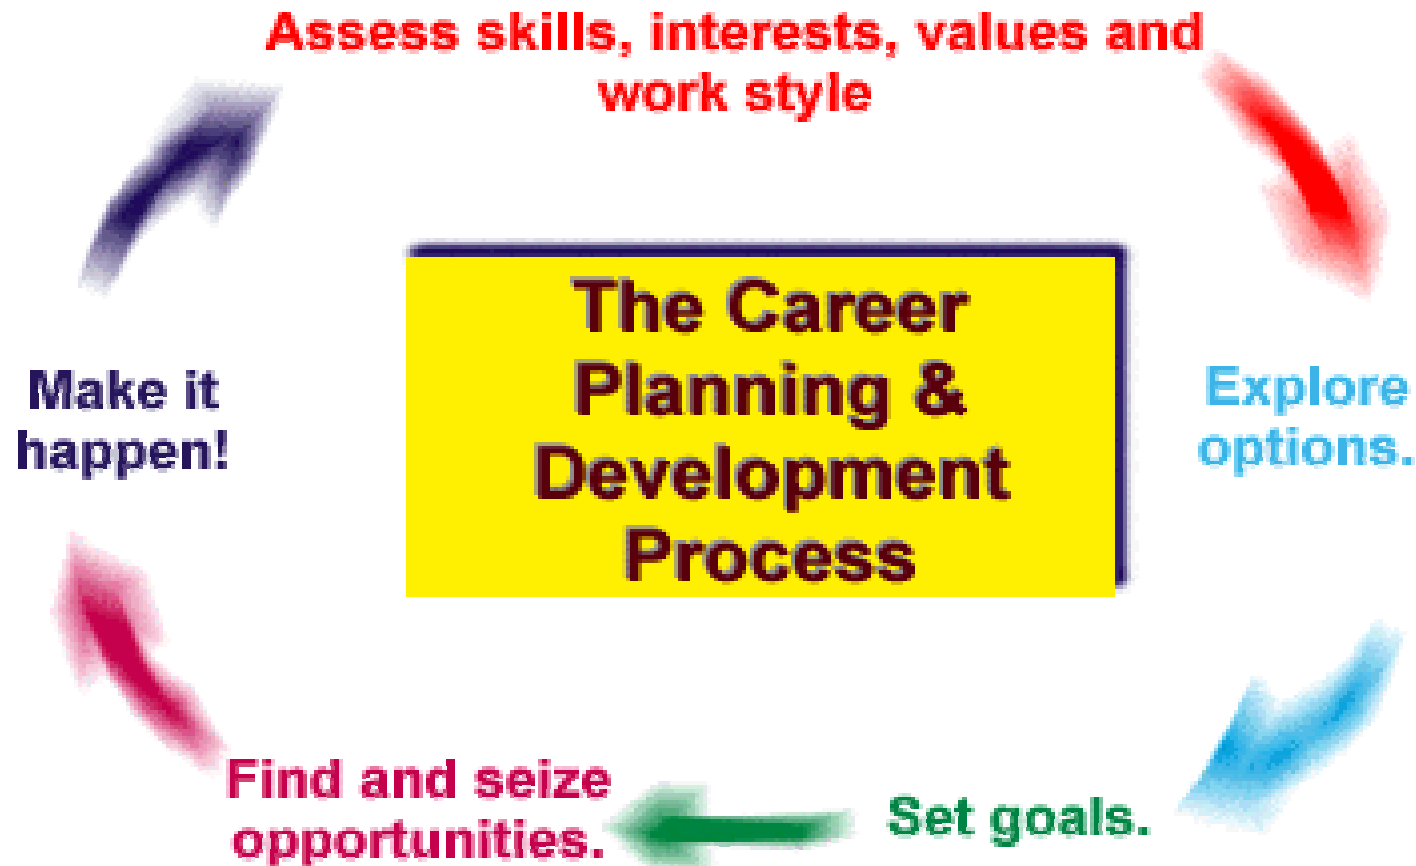 Assess skills, interests, values and
work style
The Career
Planning &
Development
Process
Explore
options.
Set goals.
Find and seize
opportunities.
Make it
happen!